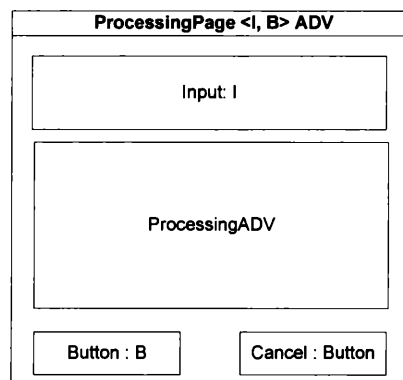 ProcessingPage <I, B> ADV
Input: I
ProcessingADV
Button : B
Cancel : Button